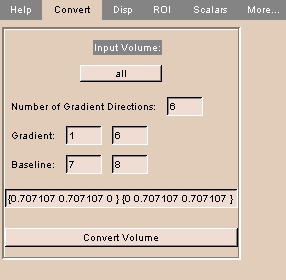 Help Convert Disp ROI Scalars More...
Input Volume:
all
Number of Gradient Directions: 6
Gradient: 1 6
Baseline: 7 8
{0.707107 0.707107 0 } {0 0.707107 0.707107 }
Convert Volume